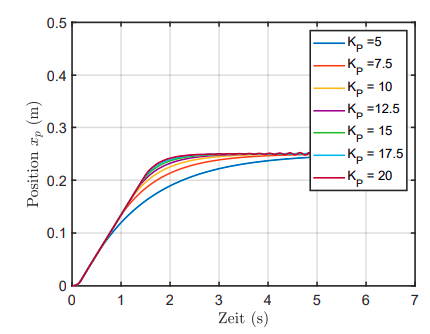 0.5
0.4
0.3
0.2
0.1
0
0 1 2 3 4 5 6 7
Position x_p (m)
Zeit (s)
K_P =5
K_P =7.5
K_P = 10
K_P =12.5
K_P = 15
K_P = 17.5
K_P = 20